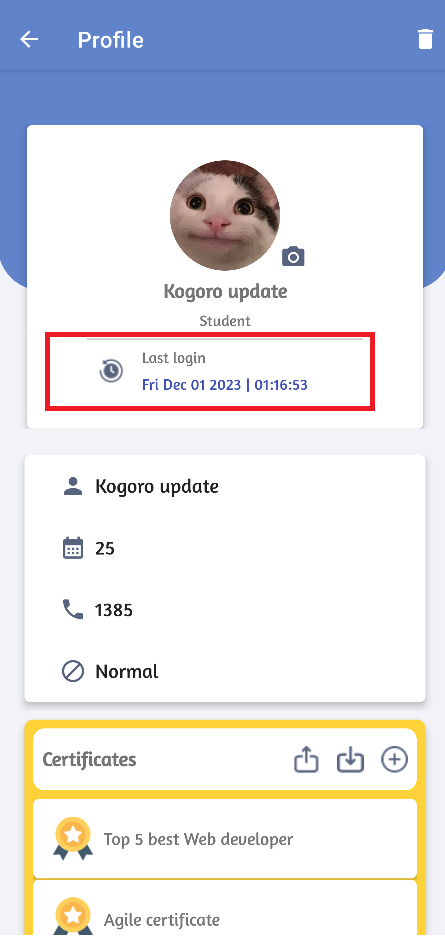 Profile
Kogoro update
Student
Last login
Fri Dec 01 2023 | 01:16:53
Kogoro update
25
1385
Normal
Certificates
Top 5 best Web developer
Agile certificate